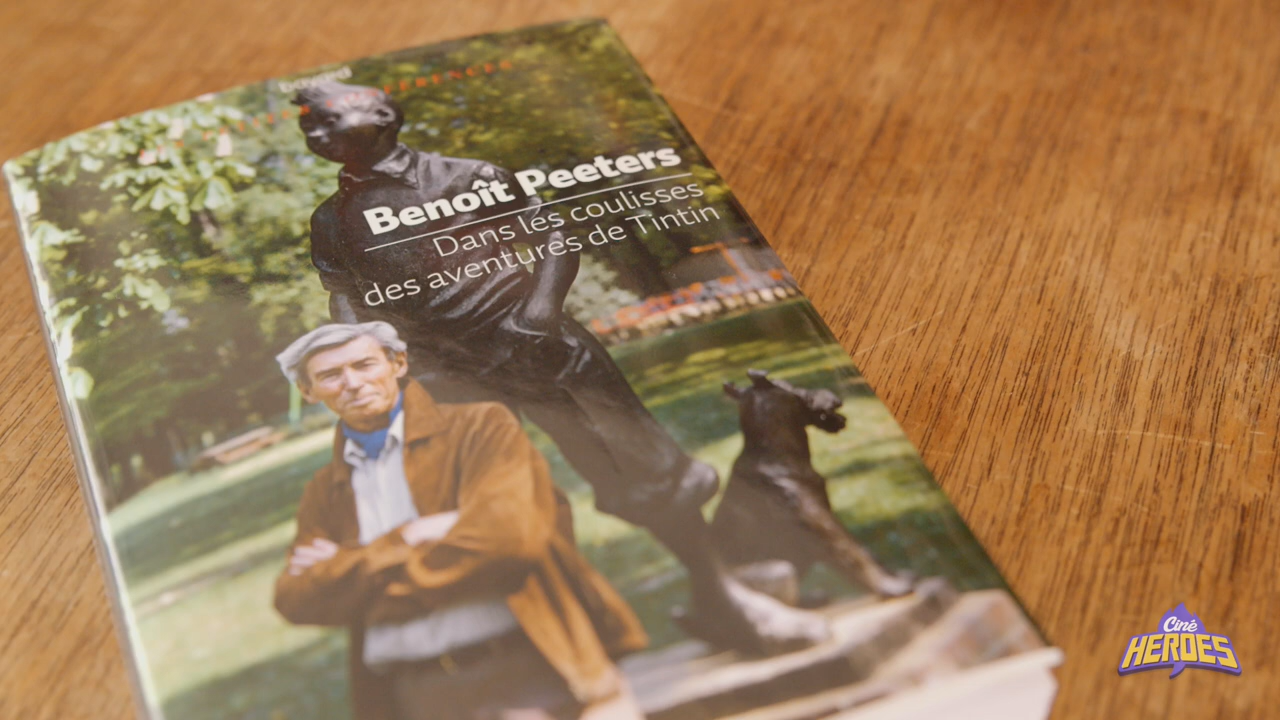 Benoît Peeters
Dans les coulisses
des aventures de Tintin
Ciné
HEROES